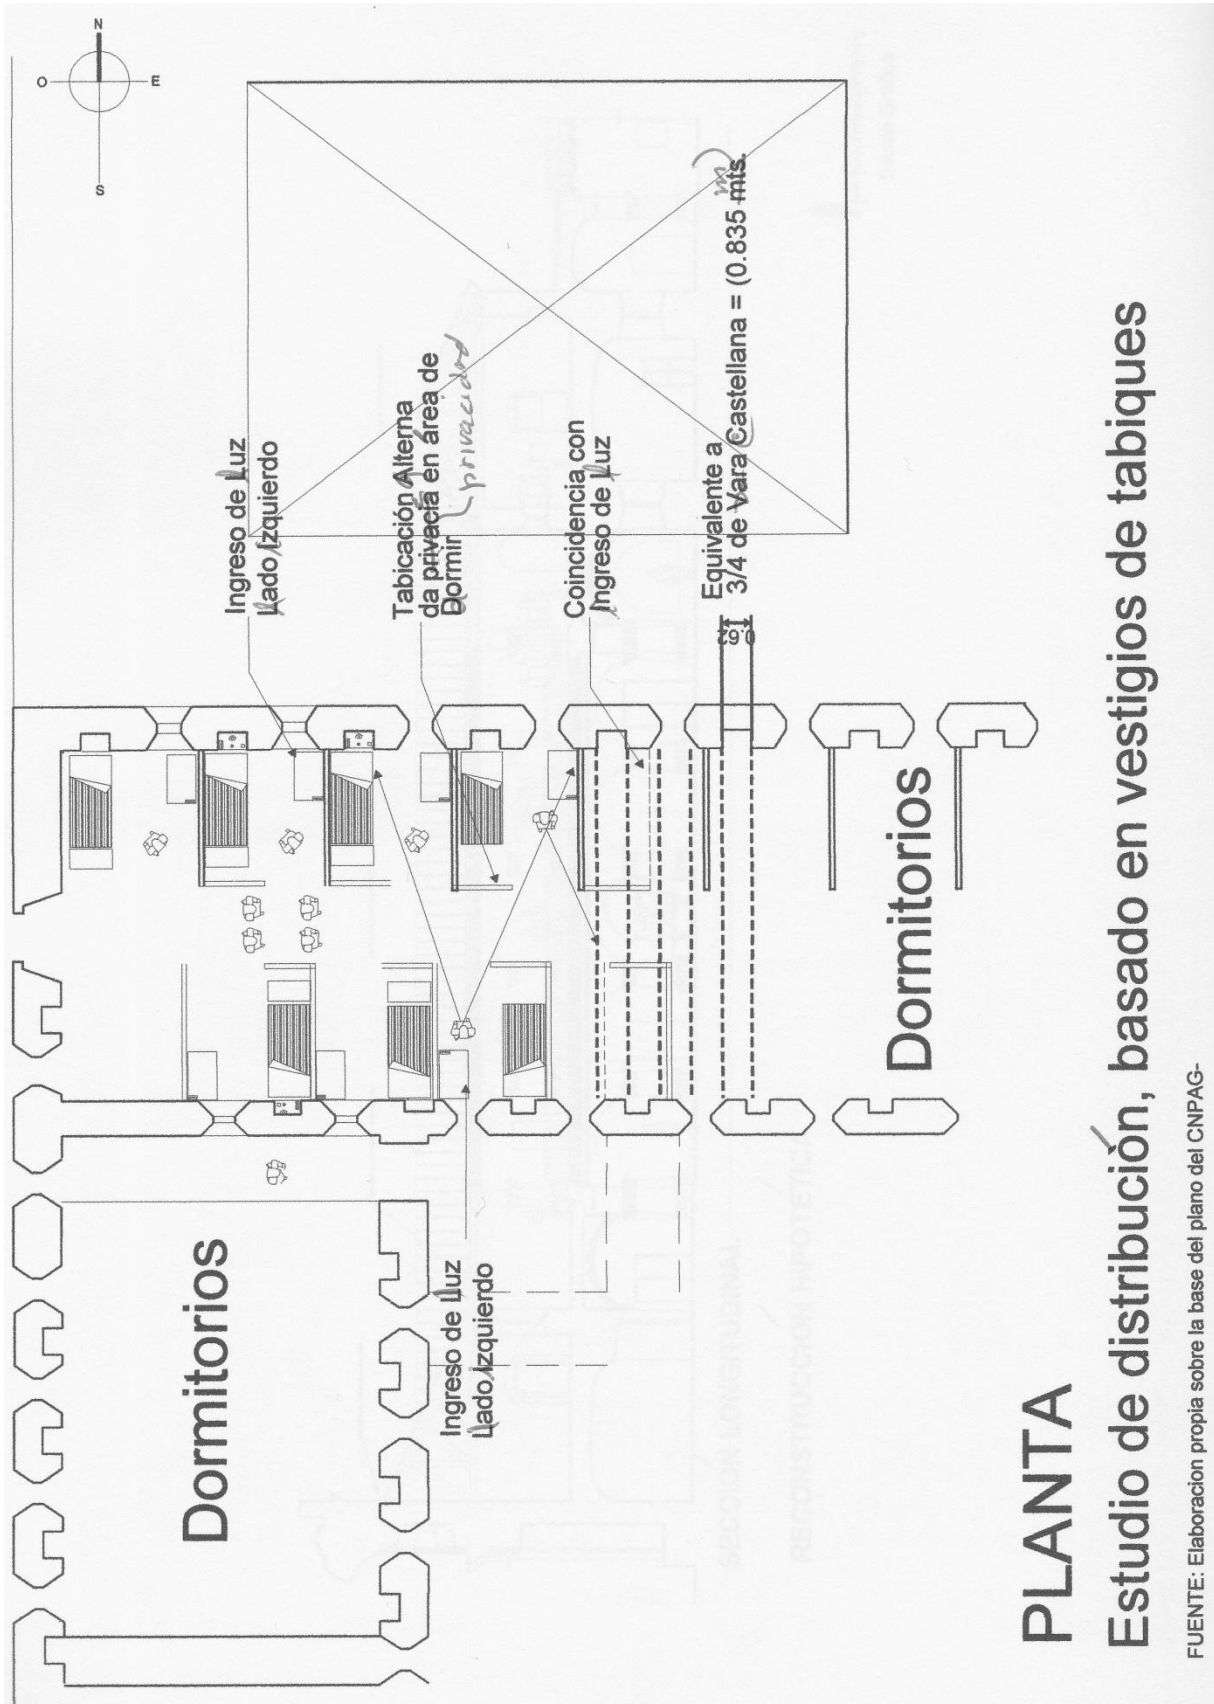 N
O
E
S
Ingreso de Luz
Lado Izquierdo
Tabicación Alterna
da privacia en área de
Dormir
privacidad
Coincidencia con
Ingreso de Luz
Equivalente a
3/4 de Vara Castellana = (0.835 mts.
m)
0.62
Dormitorios
Dormitorios
Ingreso de Luz
Lado Izquierdo
PLANTA
Estudio de distribución, basado en vestigios de tabiques
FUENTE: Elaboracion propia sobre la base del plano del CNPAG-